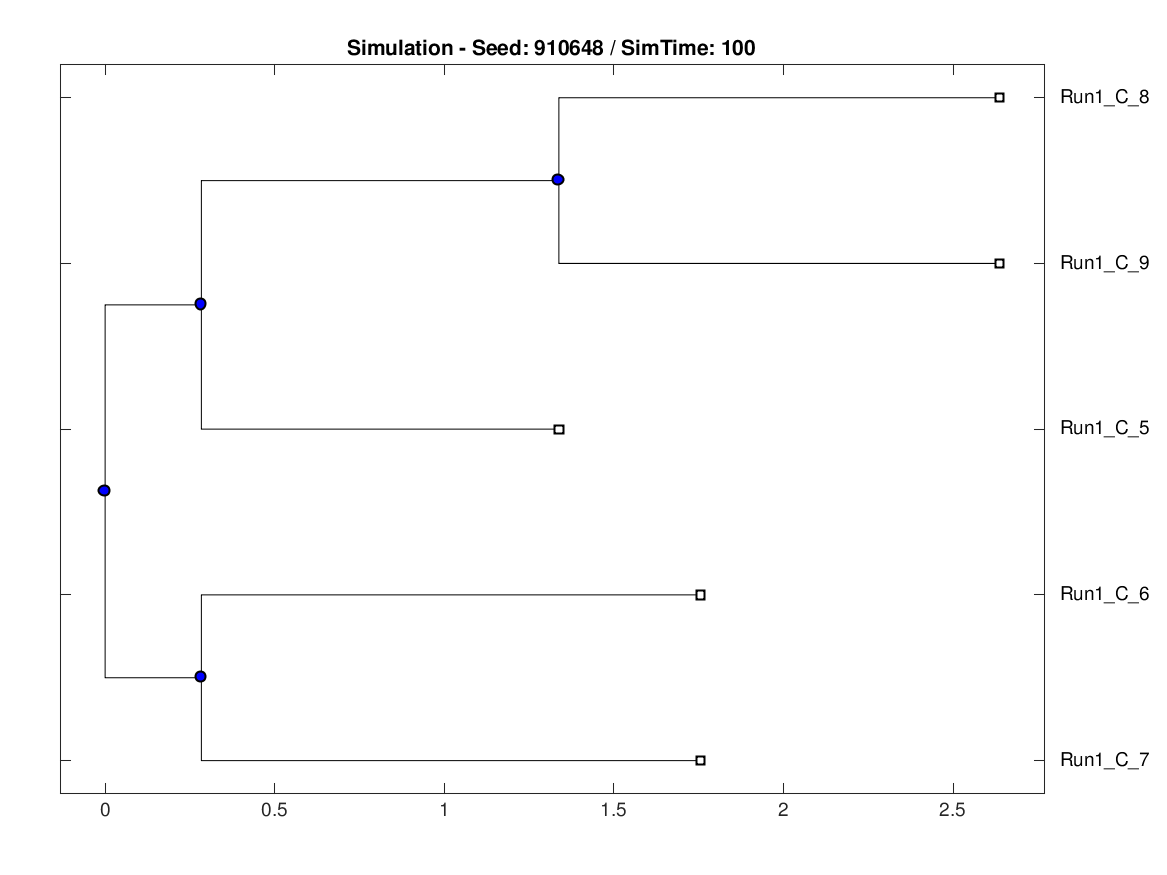 Simulation - Seed: 910648 / SimTime: 100
Run1_C_8
Run1_C_9
Run1_C_5
Run1_C_6
Run1_C_7
0 0.5 1 1.5 2 2.5